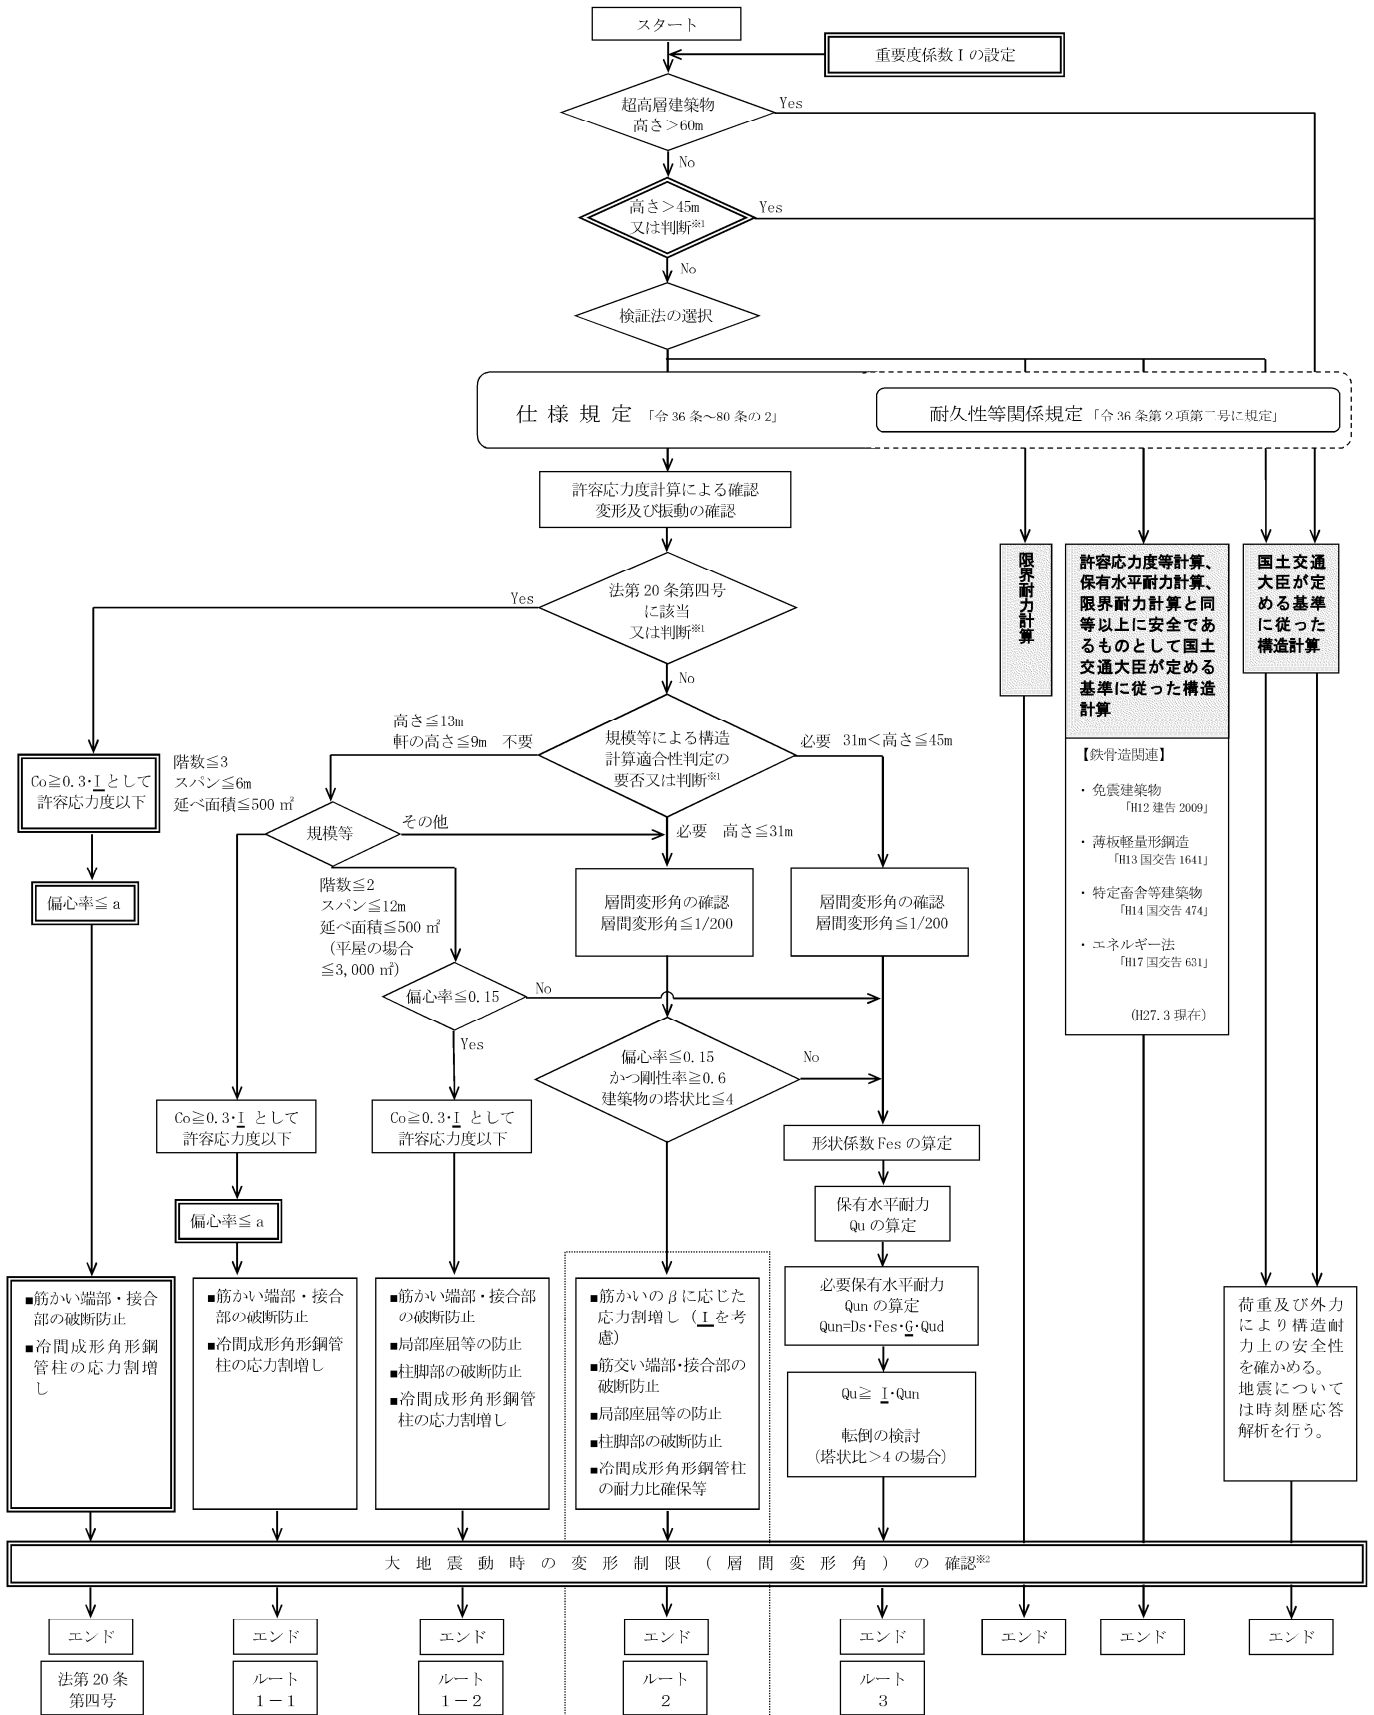 スタート
重要度係数Iの設定
超高層建築物
高さ＞60m
Yes
No
高さ＞45m
又は判断※1
Yes
No
検証法の選択
仕様規定「令36条～80条の2」
耐久性等関係規定「令36条第2項第二号に規定」
許容応力度計算による確認
変形及び振動の確認
法第20条第四号
に該当
又は判断※1
Yes
No
規模等による構造
計算適合性判定の
要否又は判断※1
高さ≦13m
軒の高さ≦9m 不要
必要 31m＜高さ≦45m
必要 高さ≦31m
限界耐力計算
許容応力度等計算、
保有水平耐力計算、
限界耐力計算と同
等以上に安全であ
るものとして国土
交通大臣が定める
基準に従った構造
計算
【鉄骨造関連】
・免震建築物
「H12建告2009」
・薄板軽量形鋼造
「H13国交告1641」
・特定畜舎等建築物
「H14国交告474」
・エネルギー法
「H17国交告631」
（H27.3現在）
国土交通
大臣が定
める基準
に従った
構造計算
Co≧0.3・Iとして
許容応力度以下
階数≦3
スパン≦6m
延べ面積≦500㎡
規模等
その他
偏心率≦a
階数≦2
スパン≦12m
延べ面積≦500㎡
（平屋の場合
≦3,000㎡）
層間変形角の確認
層間変形角≦1/200
層間変形角の確認
層間変形角≦1/200
偏心率≦0.15
No
Yes
偏心率≦0.15
かつ剛性率≧0.6
建築物の塔状比≦4
No
Co≧0.3・Iとして
許容応力度以下
Co≧0.3・Iとして
許容応力度以下
形状係数Fesの算定
偏心率≦a
保有水平耐力
Quの算定
必要保有水平耐力
Qunの算定
Qun=Ds・Fes・G・Qud
Qu≧I・Qun
転倒の検討
（塔状比＞4の場合）
■筋かい端部・接合
部の破断防止
■冷間成形角形鋼
管柱の応力割増
し
■筋かい端部・接合
部の破断防止
■冷間成形角形鋼管
柱の応力割増し
■筋かい端部・接合部
の破断防止
■局部座屈等の防止
■柱脚部の破断防止
■冷間成形角形鋼管
柱の応力割増し
■筋かいのβに応じた
応力割増し（Iを考
慮）
■筋交い端部・接合部の
破断防止
■局部座屈等の防止
■柱脚部の破断防止
■冷間成形角形鋼管柱
の耐力比確保等
荷重及び外力
により構造耐
力上の安全性
を確かめる。
地震について
は時刻歴応答
解析を行う。
大地震動時の変形制限（層間変形角）の確認※2
エンド
エンド
エンド
エンド
エンド
エンド
エンド
エンド
法第20条
第四号
ルート
1－1
ルート
1－2
ルート
2
ルート
3